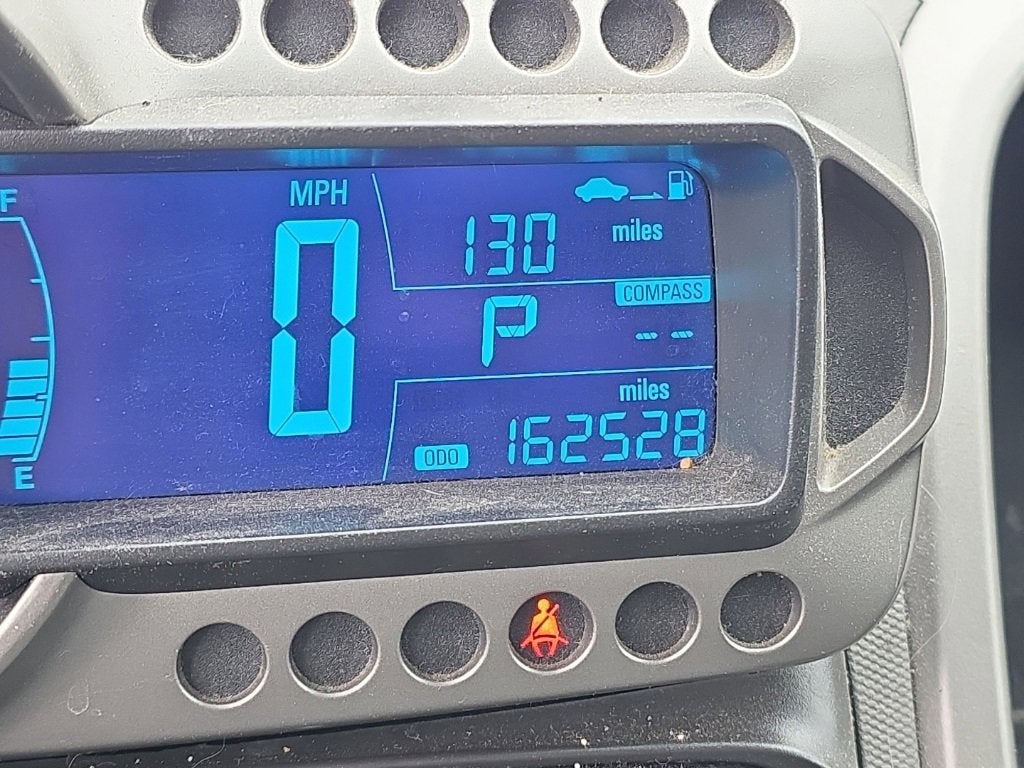 F
MPH
0
130
miles
COMPASS
P
--
miles
ODO
162528
E